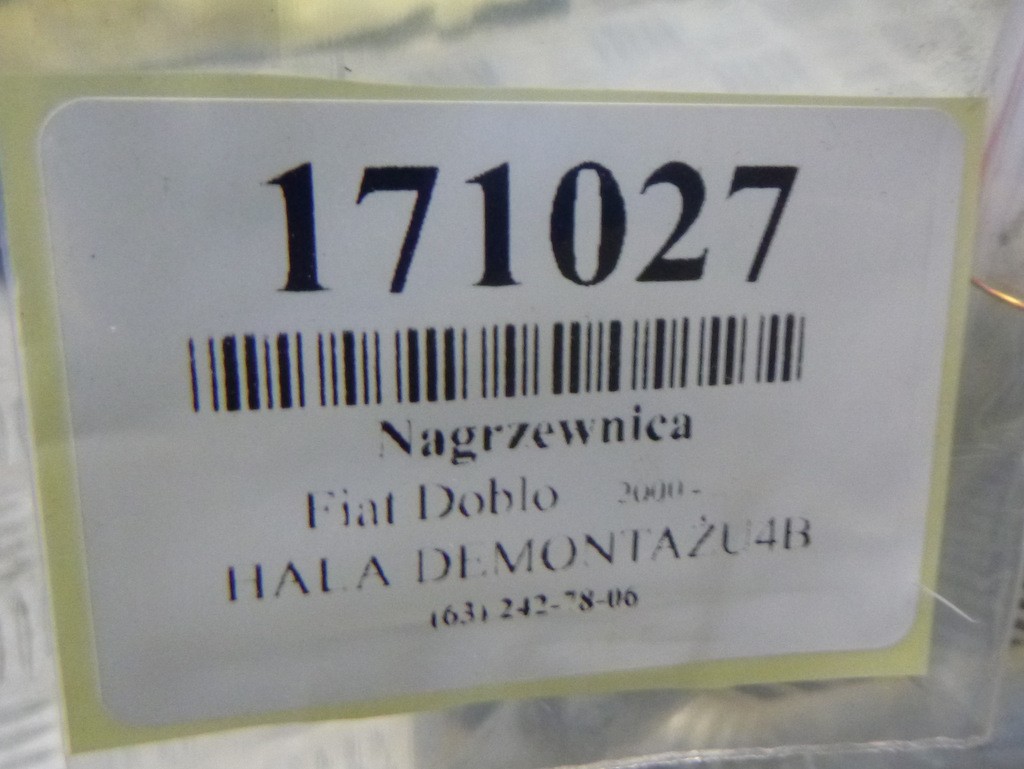 171027
Nagrzewnica
Fiat Doblo 2000 -
HALA DEMONTAŻU4B
(63) 242-78-06